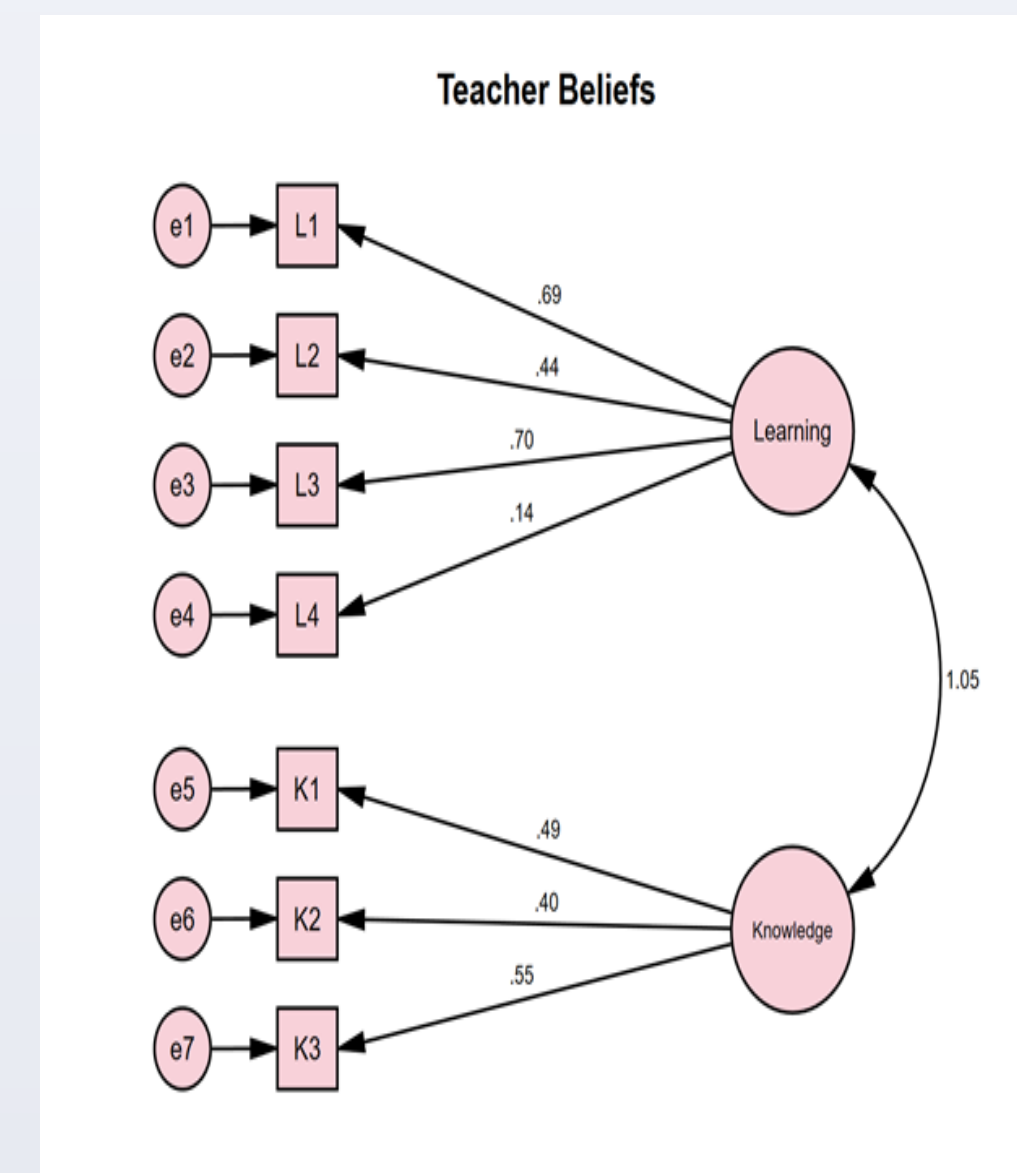 Teacher Beliefs
e1
L1
.69
e2
L2
.44
Learning
e3
L3
.70
.14
e4
L4
1.05
e5
K1
.49
e6
K2
.40
Knowledge
.55
e7
K3